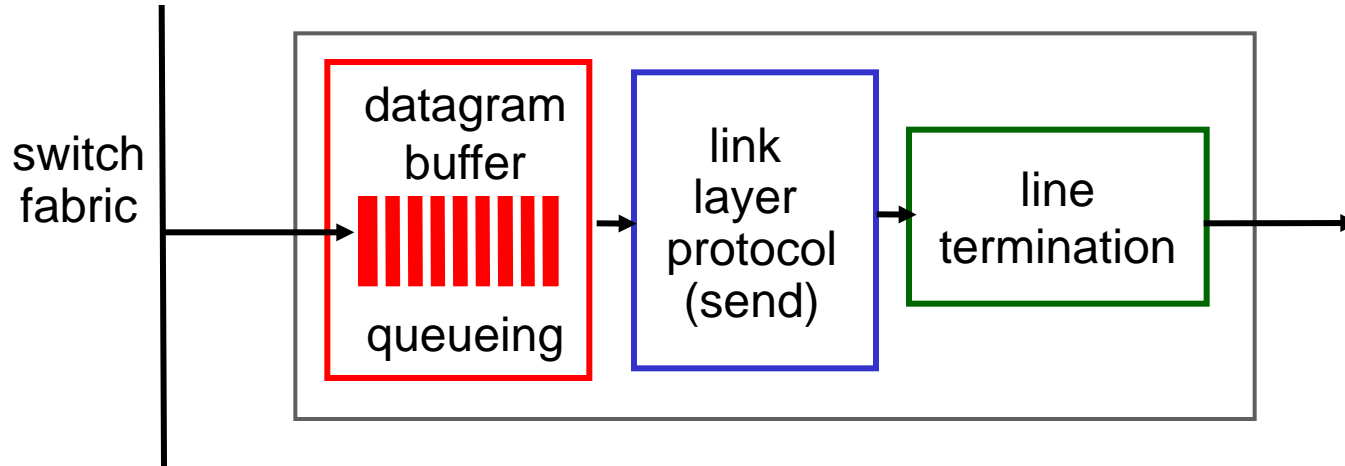 switch
fabric
datagram
buffer
queueing
link
layer
protocol
(send)
line
termination